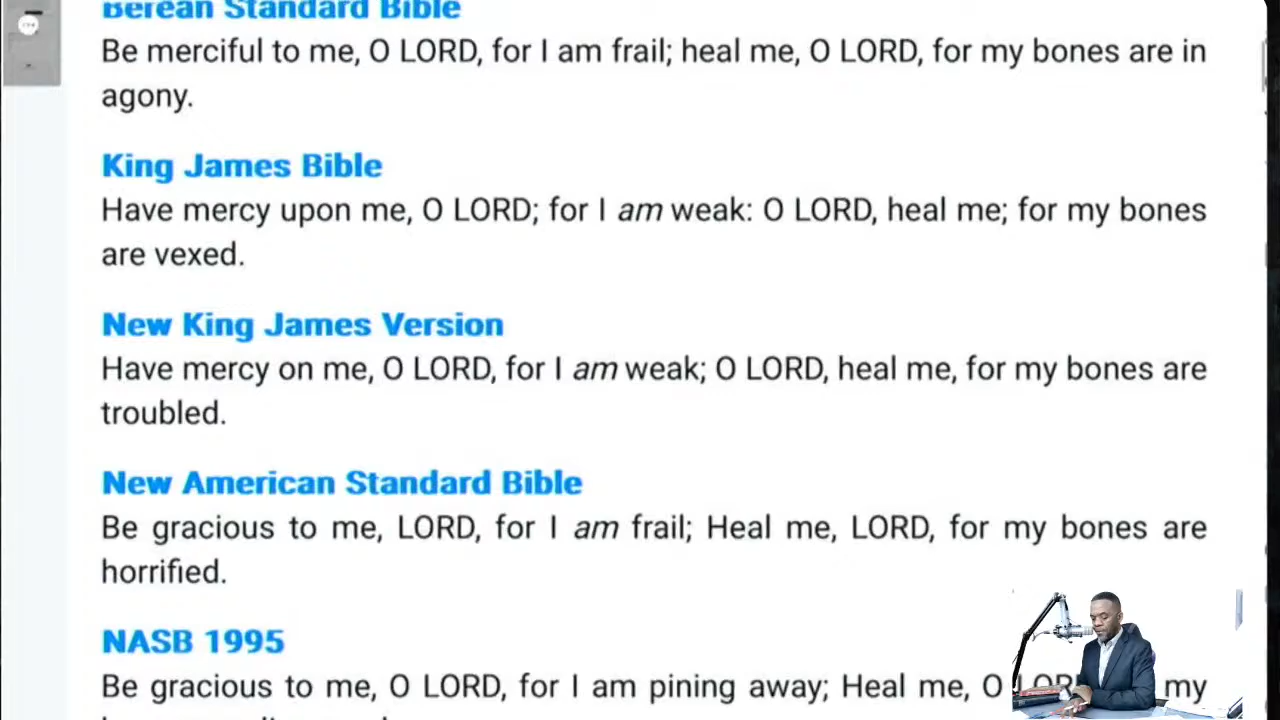 Berean Standard Bible
Be merciful to me, O LORD, for I am frail; heal me, O LORD, for my bones are in
agony.
King James Bible
Have mercy upon me, O LORD; for I am weak: O LORD, heal me; for my bones
are vexed.
New King James Version
Have mercy on me, O LORD, for I am weak; O LORD, heal me, for my bones are
troubled.
New American Standard Bible
Be gracious to me, LORD, for I am frail; Heal me, LORD, for my bones are
horrified.
NASB 1995
Be gracious to me, O LORD, for I am pining away; Heal me, O my